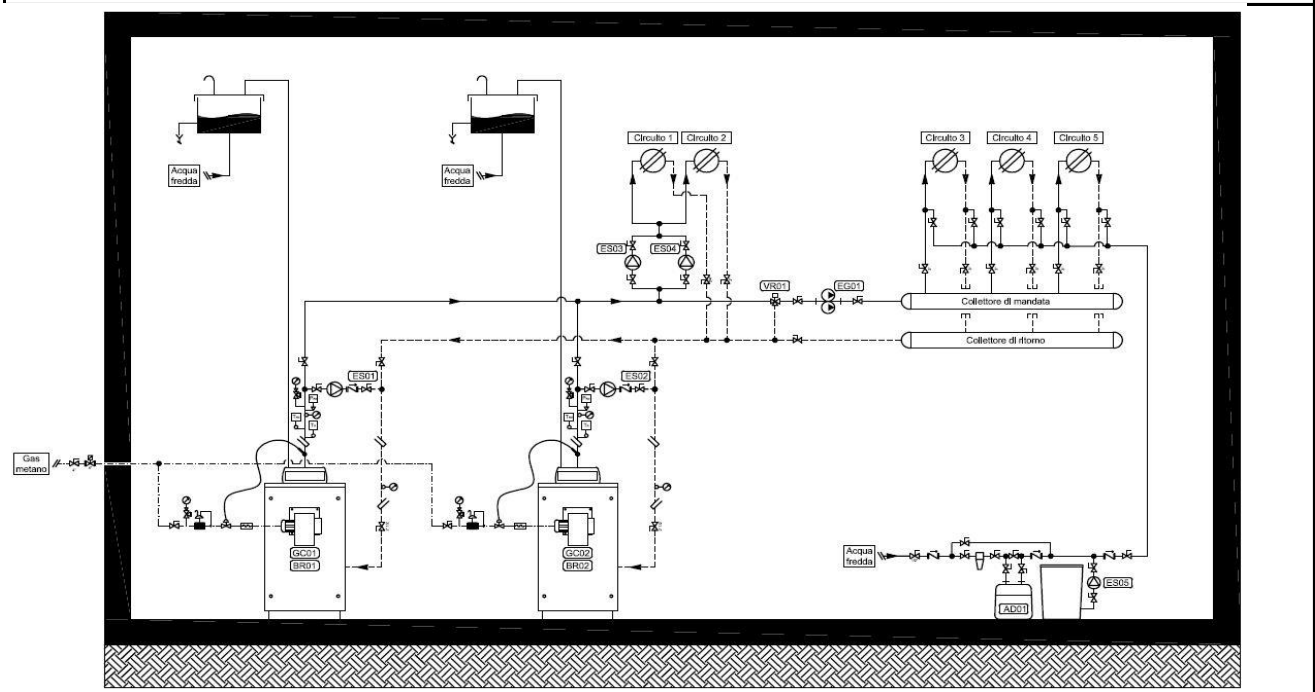 Acqua
fredda
Acqua
fredda
Circuito 1
Circuito 2
Circuito 3
Circuito 4
Circuito 5
ES03
ES04
VR01
EG01
Collettore di mandata
Collettore di ritorno
ES01
ES02
Gas
metano
GC01
BR01
GC02
BR02
Acqua
fredda
ES05
AD01